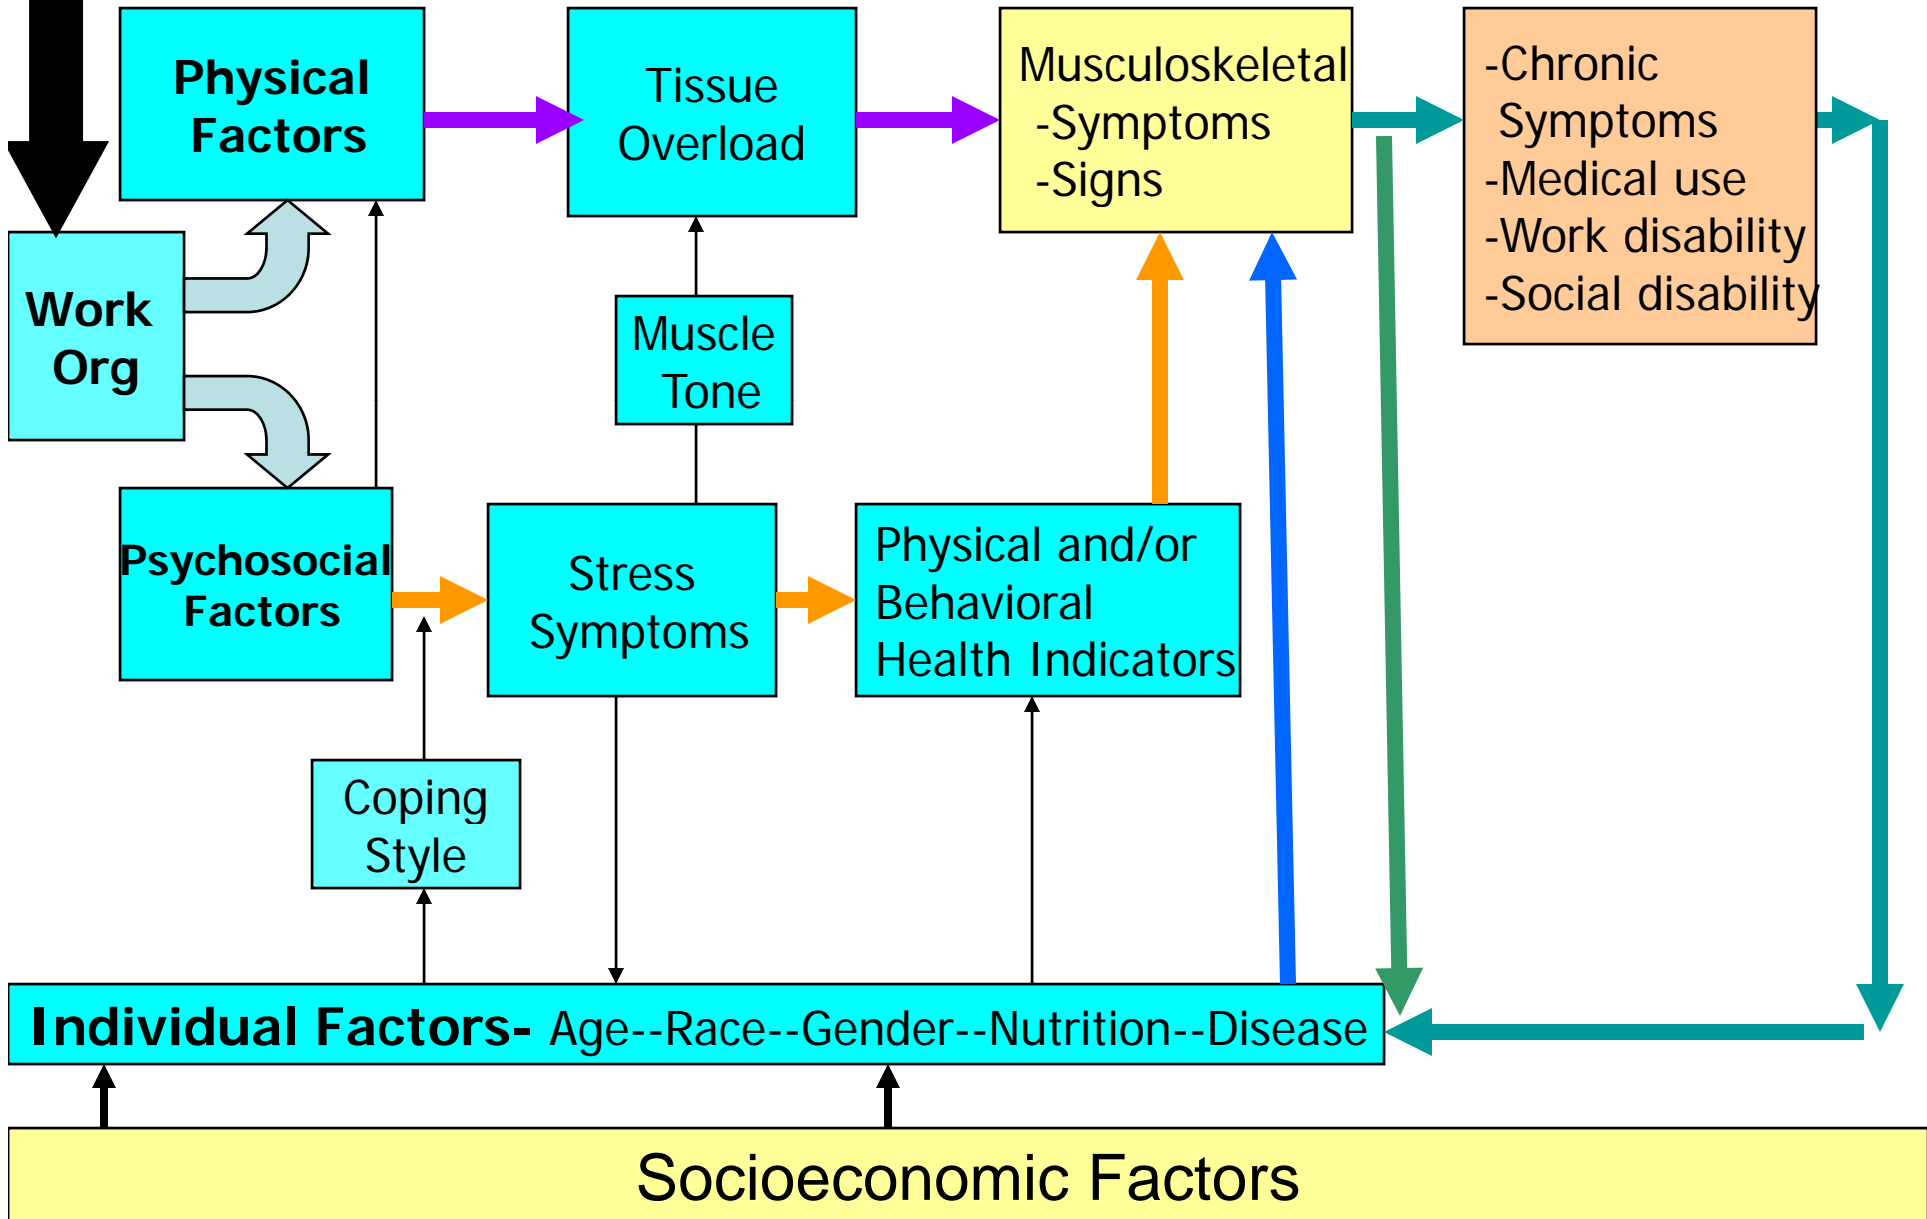 Physical
Factors
Tissue
Overload
Musculoskeletal
-Symptoms
-Signs
-Chronic
Symptoms
-Medical use
-Work disability
-Social disability
Work
Org
Muscle
Tone
Psychosocial
Factors
Stress
Symptoms
Physical and/or
Behavioral
Health Indicators
Coping
Style
Individual Factors- Age--Race--Gender--Nutrition--Disease
Socioeconomic Factors